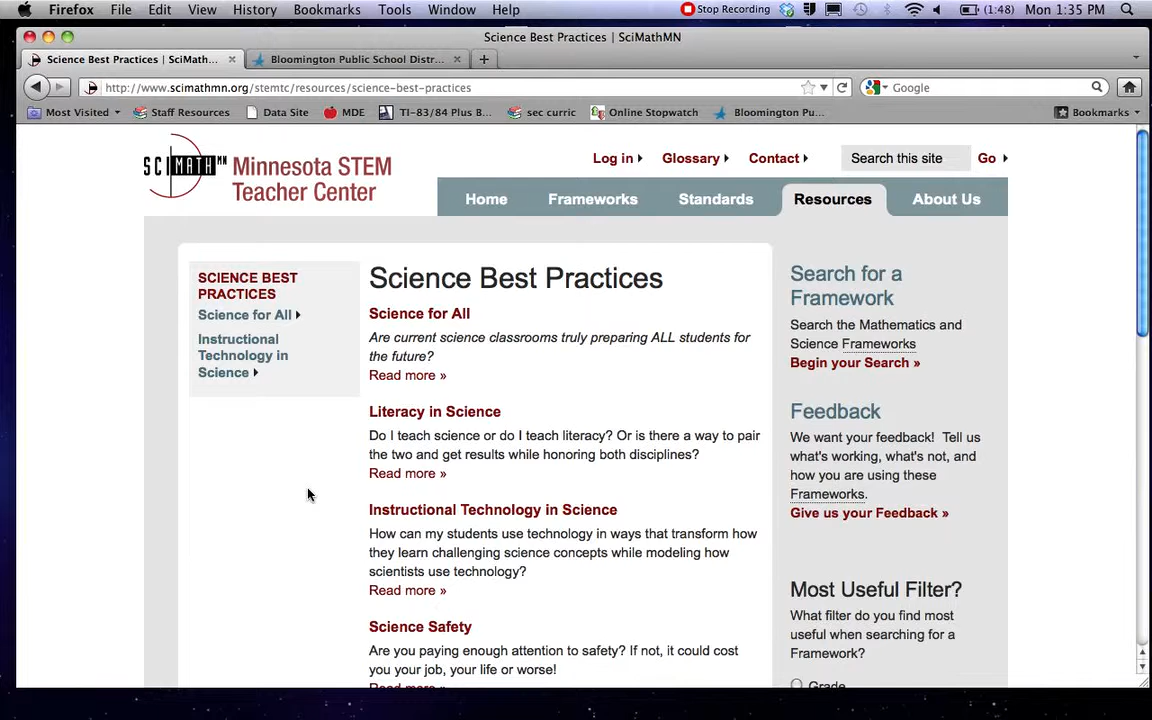 Firefox File Edit View History Bookmarks Tools Window Help Stop Recording (1:48) Mon 1:35 PM
Science Best Practices | SciMathMN
Science Best Practices | SciMath... Bloomington Public School Distr...
http://www.scimathmn.org/stemtc/resources/science-best-practices Google
Most Visited Staff Resources Data Site MDE TI-83/84 Plus B... sec curric Online Stopwatch Bloomington Pu... Bookmarks
SCIMATHMN Minnesota STEM
Teacher Center
Log in Glossary Contact Search this site Go
Home Frameworks Standards Resources About Us
SCIENCE BEST
PRACTICES
Science for All
Instructional
Technology in
Science
Science Best Practices
Science for All
Are current science classrooms truly preparing ALL students for
the future?
Read more »
Literacy in Science
Do I teach science or do I teach literacy? Or is there a way to pair
the two and get results while honoring both disciplines?
Read more »
Instructional Technology in Science
How can my students use technology in ways that transform how
they learn challenging science concepts while modeling how
scientists use technology?
Read more »
Science Safety
Are you paying enough attention to safety? If not, it could cost
you your job, your life or worse!
Read more »
Search for a
Framework
Search the Mathematics and
Science Frameworks
Begin your Search »
Feedback
We want your feedback! Tell us
what's working, what's not, and
how you are using these
Frameworks.
Give us your Feedback »
Most Useful Filter?
What filter do you find most
useful when searching for a
Framework?
Grade